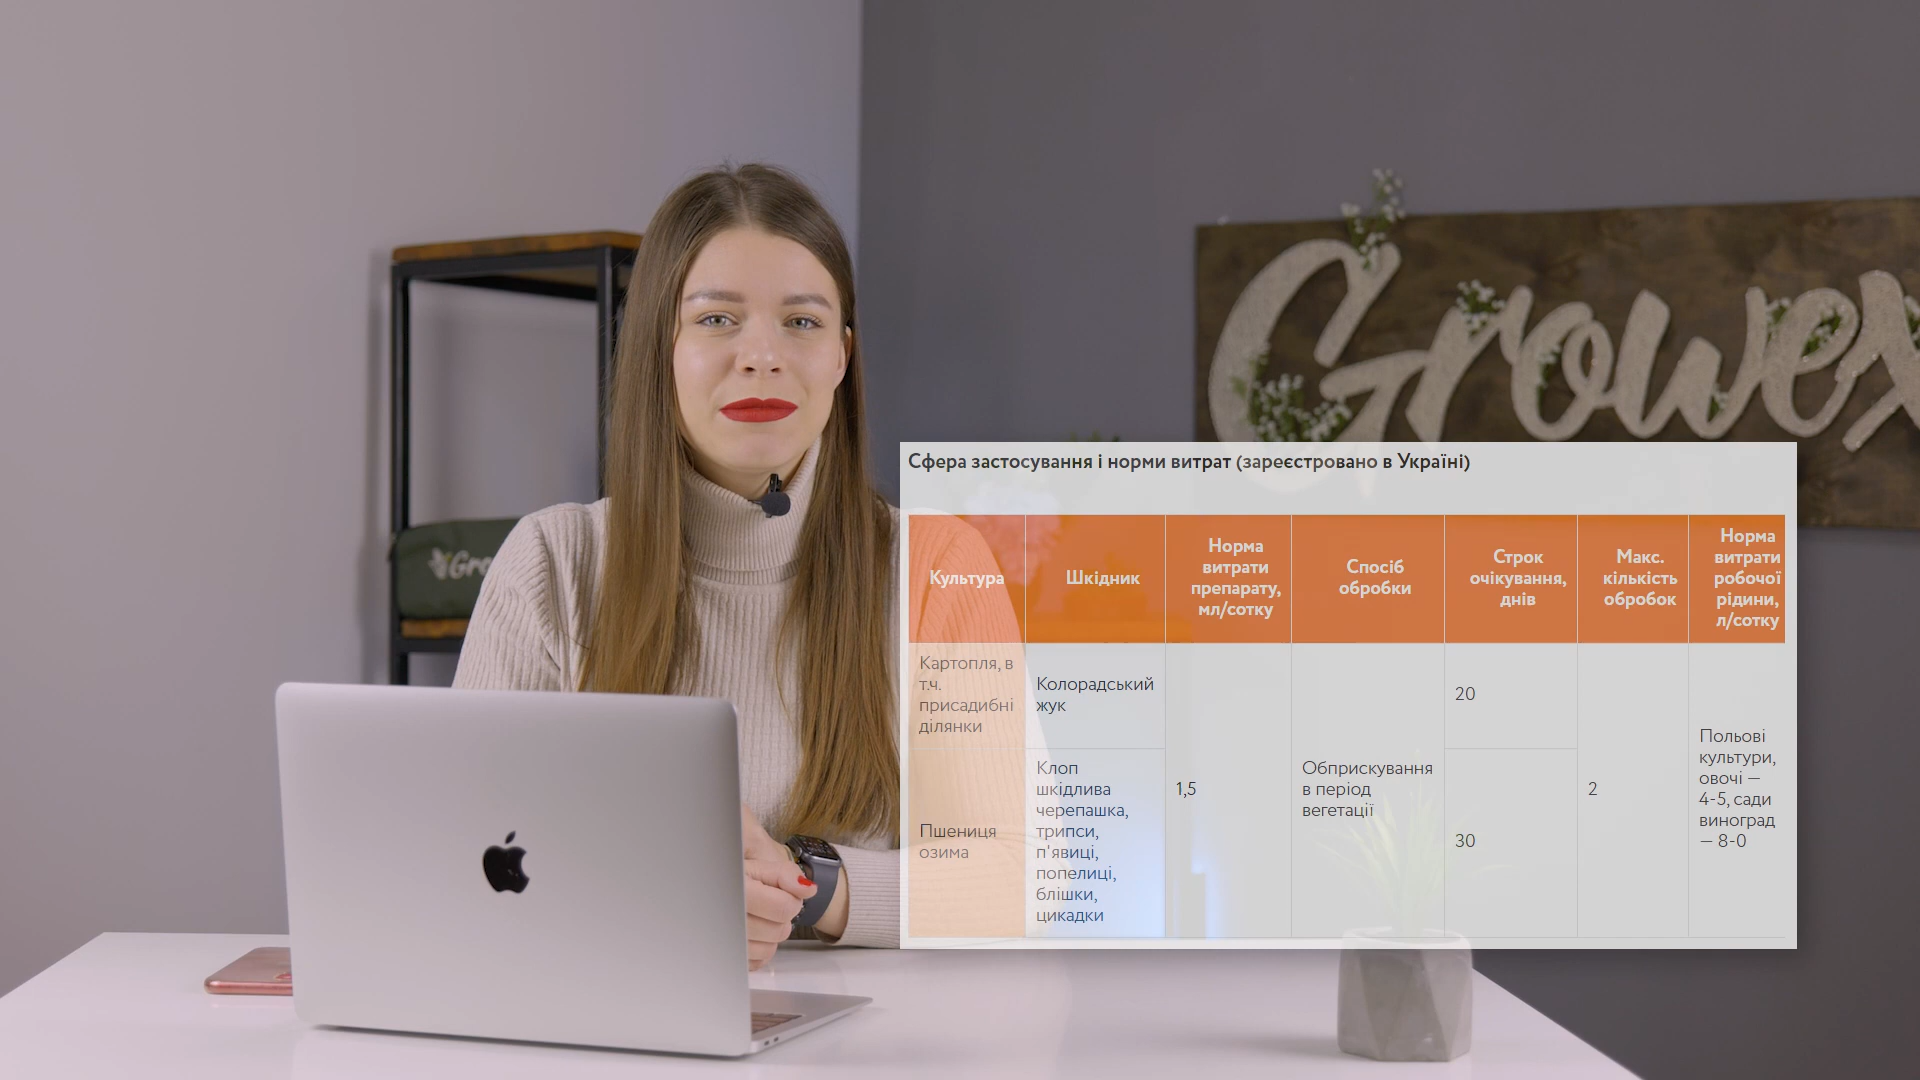 Growex
Gro
Сфера застосування і норми витрат (зареєстровано в Україні)
Культура
Шкідник
Норма
витрати
препарату,
мл/сотку
Спосіб
обробки
Строк
очікування,
днів
Макс.
кількість
обробок
Норма
витрати
робочої
рідини,
л/сотку
Картопля, в
т.ч.
присадибні
ділянки
Колорадський
жук
1,5
Обприскування
в період
вегетації
20
2
Польові
культури,
овочі —
4-5, сади
виноград
— 8-0
Пшениця
озима
Клоп
шкідлива
черепашка,
трипси,
п'явиці,
попелиці,
блішки,
цикадки
30